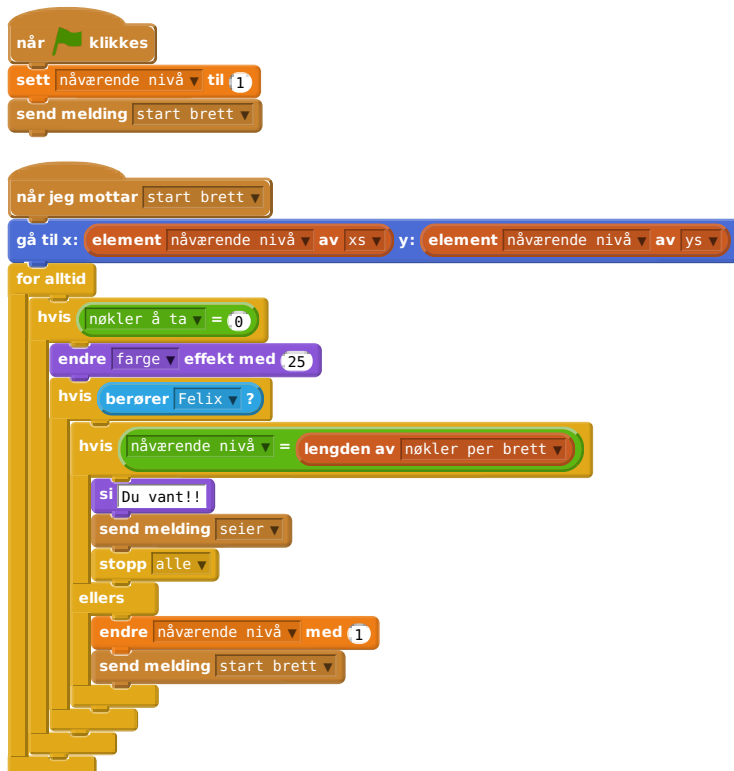 når klikkes
sett nåværende nivå til 1
send melding start brett
når jeg mottar start brett
gå til x: element nåværende nivå av xs y: element nåværende nivå av ys
for alltid
hvis nøkler å ta = 0
endre farge effekt med 25
hvis berører Felix ?
hvis nåværende nivå = lengden av nøkler per brett
si Du vant!!
send melding seier
stopp alle
ellers
endre nåværende nivå med 1
send melding start brett